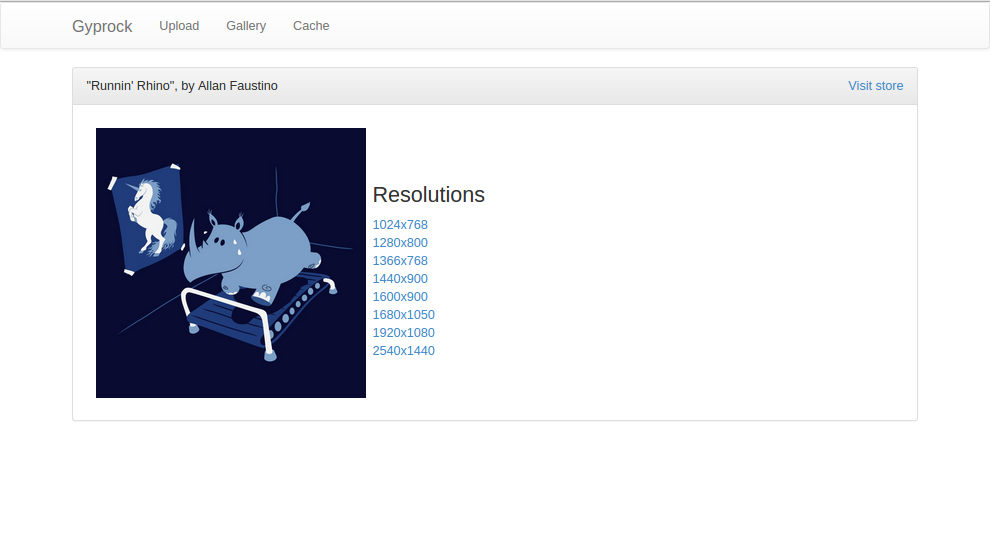 Gyprock Upload Gallery Cache
"Runnin' Rhino", by Allan Faustino Visit store
Resolutions
1024x768
1280x800
1366x768
1440x900
1600x900
1680x1050
1920x1080
2540x1440